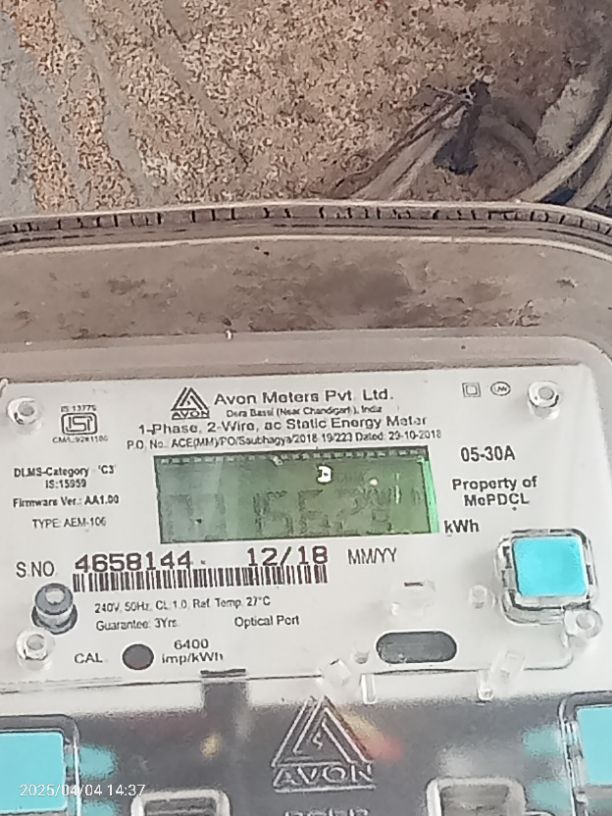 Avon Meters Pvt. Ltd.
AVON
Dera Bassi (Near Chandigarh), India
IS 13779
1-Phase, 2-Wire, ac Static Energy Meter
P.O. No. ACE(MM)/PO/Saubhagya/2018-19/223 Dated: 29-10-2018
DLMS-Category 'C3'
IS:15959
05-30A
Firmware Ver.: AA1.00
Property of
MePDCL
TYPE: AEM-106
kWh
S.NO. 4658144 12/18 MM/YY
240V, 50Hz, CL 1.0, Ref. Temp. 27°C
Guarantee: 3Yrs. Optical Port
CAL 6400
imp/kWh
AVON
2025/04/04 14:37